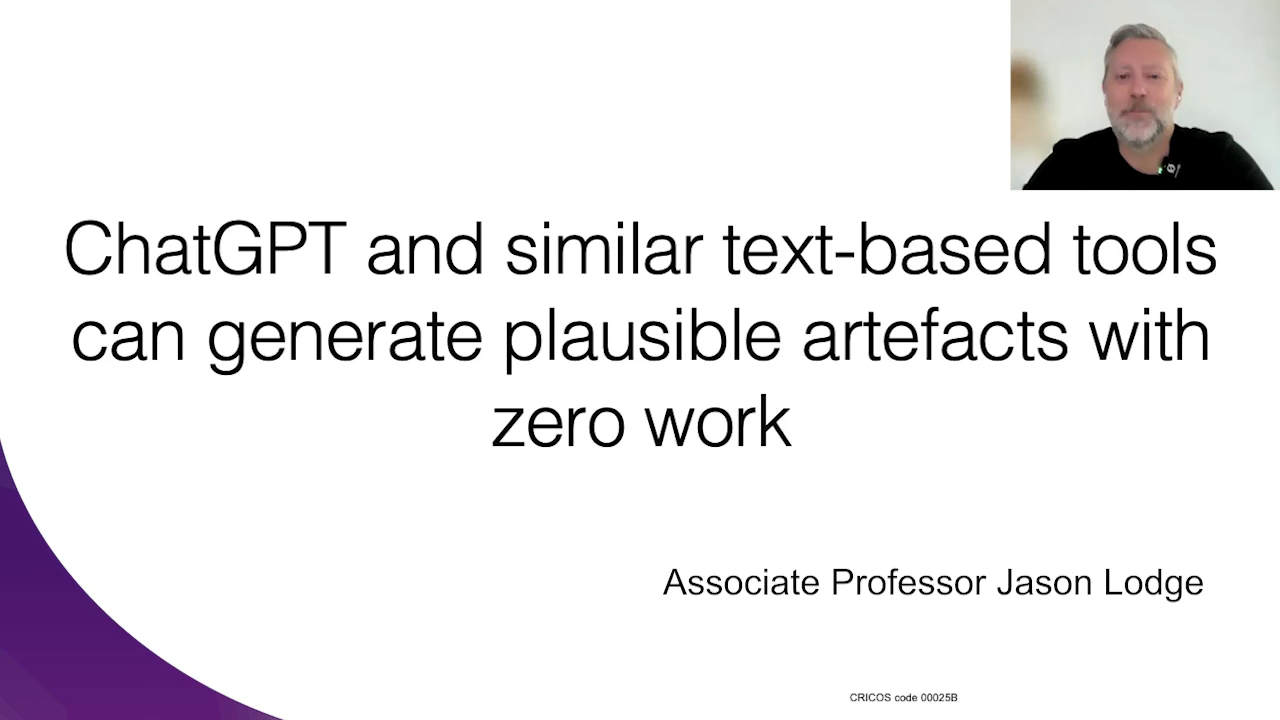 ChatGPT and similar text-based tools
can generate plausible artefacts with
zero work
Associate Professor Jason Lodge
CRICOS code 00025B